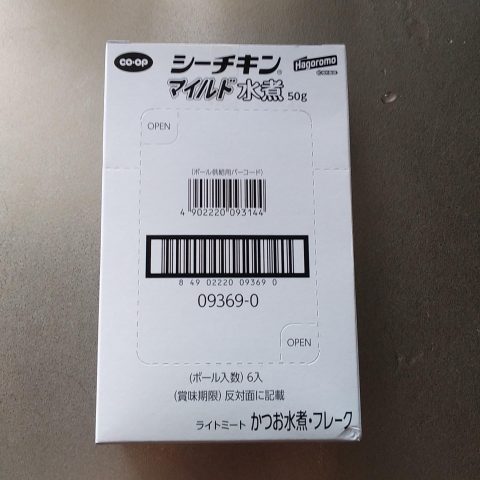 CO・OP
シーチキン®
Hagoromo
マイルド水煮 50g
OPEN
(ボール供給用バーコード)
4 902220 093144
8 49 02220 09369 0
09369-0
OPEN
(ボール入数) 6入
(賞味期限) 反対面に記載
ライトミート かつお水煮・フレーク